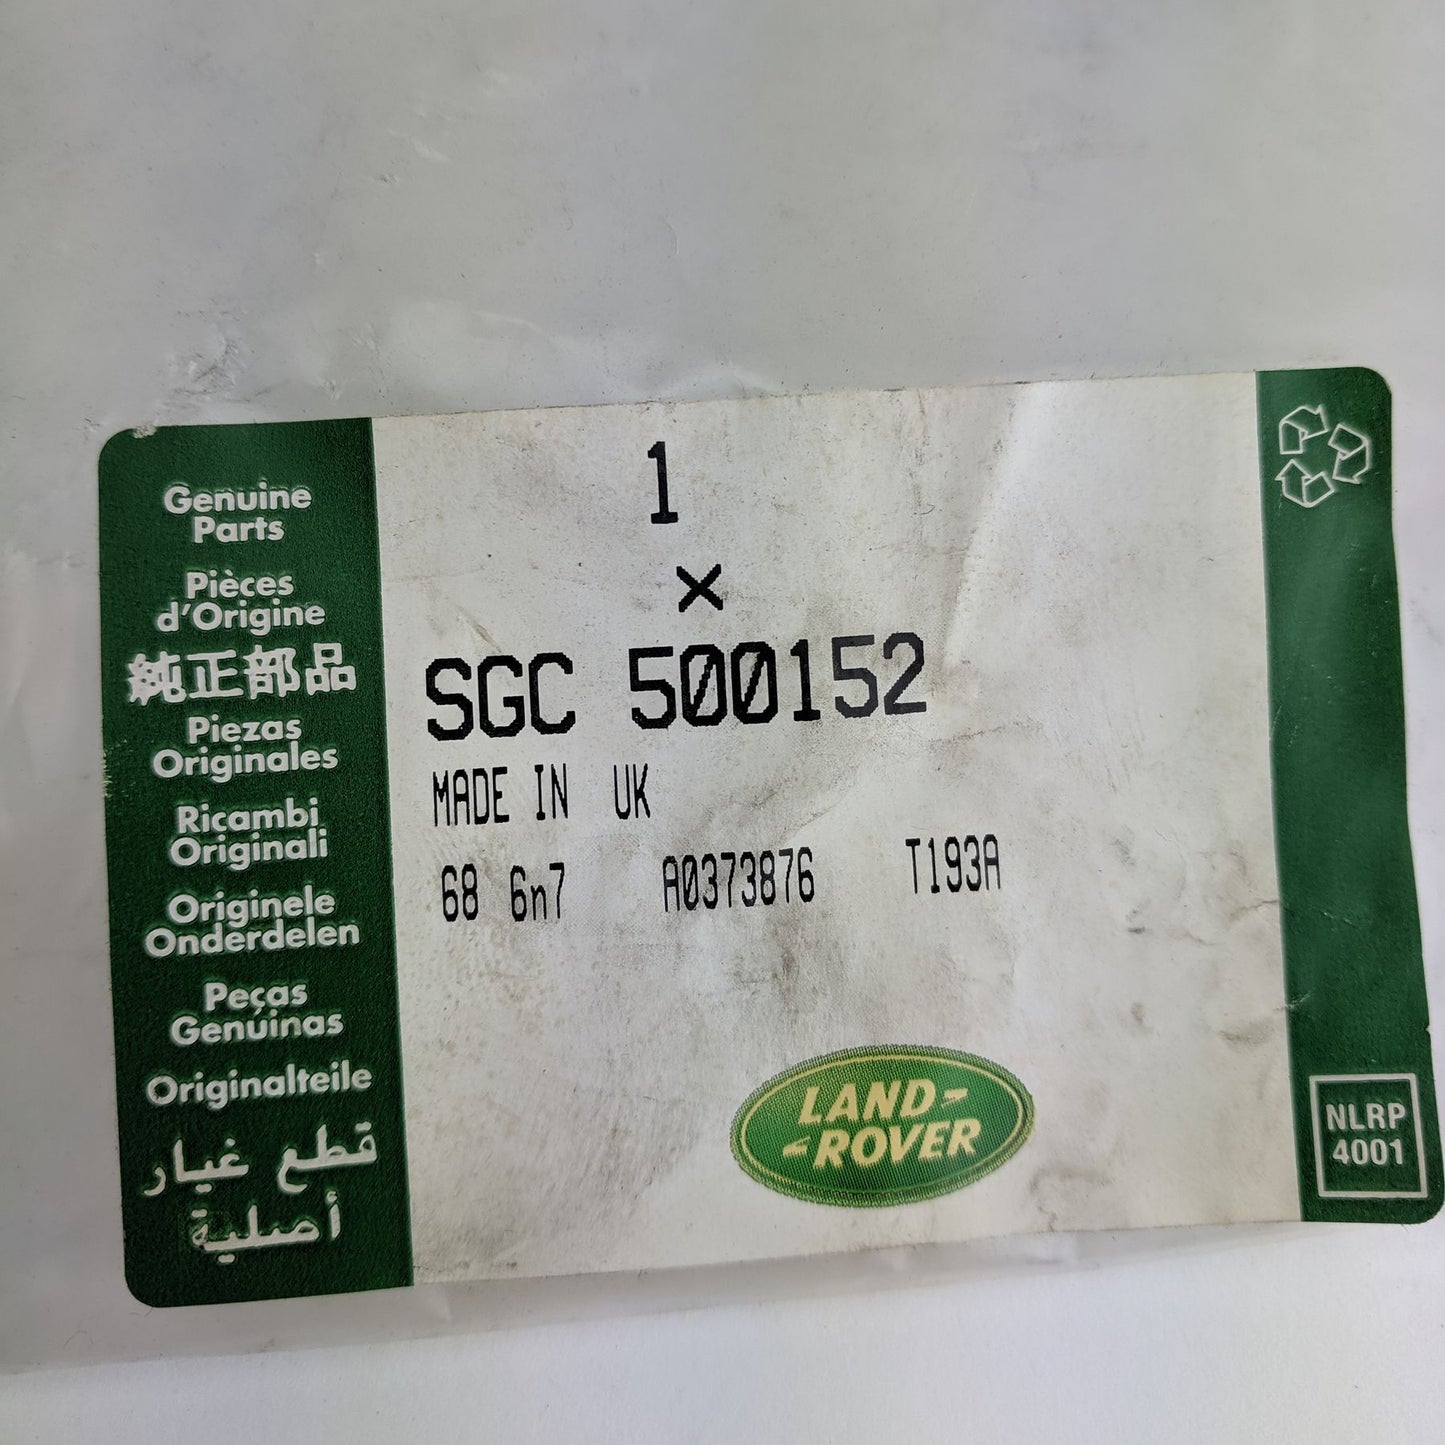 Genuine
Parts
Pièces
d'Origine
純正部品
Piezas
Originales
Ricambi
Originali
Originele
Onderdelen
Peças
Genuinas
Originalteile
قطع غيار
أصلية
1
×
SGC 500152
MADE IN UK
68 6n7 A0373876 T193A
LAND-
-ROVER
NLRP
4001